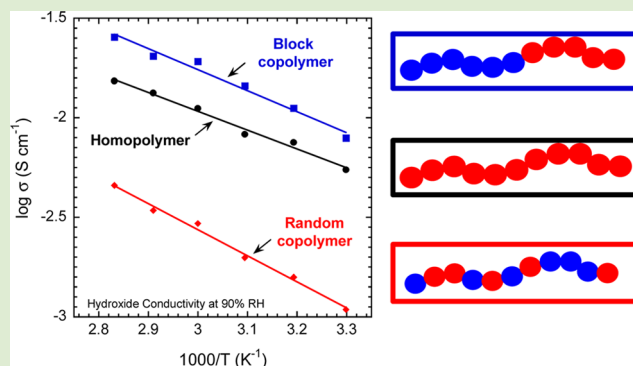 -1.5
Block
copolymer
-2
Homopolymer
log σ (S cm⁻¹)
-2.5
Random
copolymer
Hydroxide Conductivity at 90% RH
-3
2.8 2.9 3 3.1 3.2 3.3
1000/T (K⁻¹)